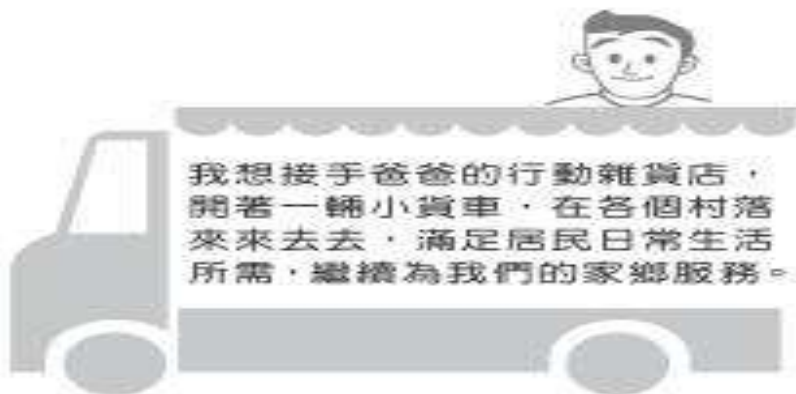 我想接手爸爸的行動雜貨店，
開著一輛小貨車，在各個村落
來來去去，滿足居民日常生活
所需，繼續為我們的家鄉服務。